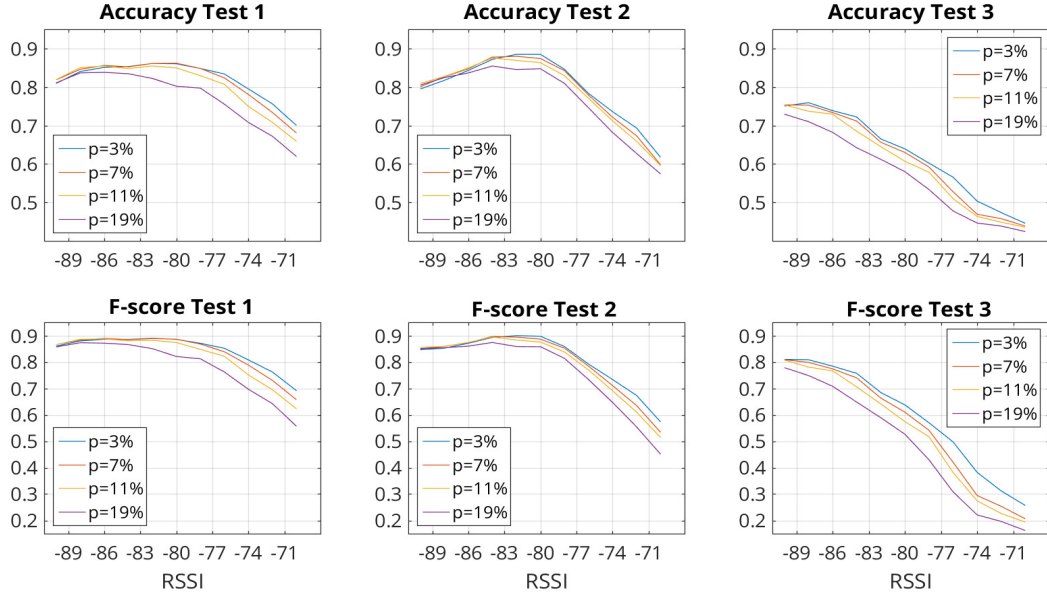 Accuracy Test 1
0.9
0.8
0.7
0.6
0.5
p=3%
p=7%
p=11%
p=19%
-89 -86 -83 -80 -77 -74 -71
Accuracy Test 2
0.9
0.8
0.7
0.6
0.5
p=3%
p=7%
p=11%
p=19%
-89 -86 -83 -80 -77 -74 -71
Accuracy Test 3
0.9
0.8
0.7
0.6
0.5
p=3%
p=7%
p=11%
p=19%
-89 -86 -83 -80 -77 -74 -71
F-score Test 1
0.9
0.8
0.7
0.6
0.5
0.4
0.3
0.2
p=3%
p=7%
p=11%
p=19%
-89 -86 -83 -80 -77 -74 -71
RSSI
F-score Test 2
0.9
0.8
0.7
0.6
0.5
0.4
0.3
0.2
p=3%
p=7%
p=11%
p=19%
-89 -86 -83 -80 -77 -74 -71
RSSI
F-score Test 3
0.9
0.8
0.7
0.6
0.5
0.4
0.3
0.2
p=3%
p=7%
p=11%
p=19%
-89 -86 -83 -80 -77 -74 -71
RSSI